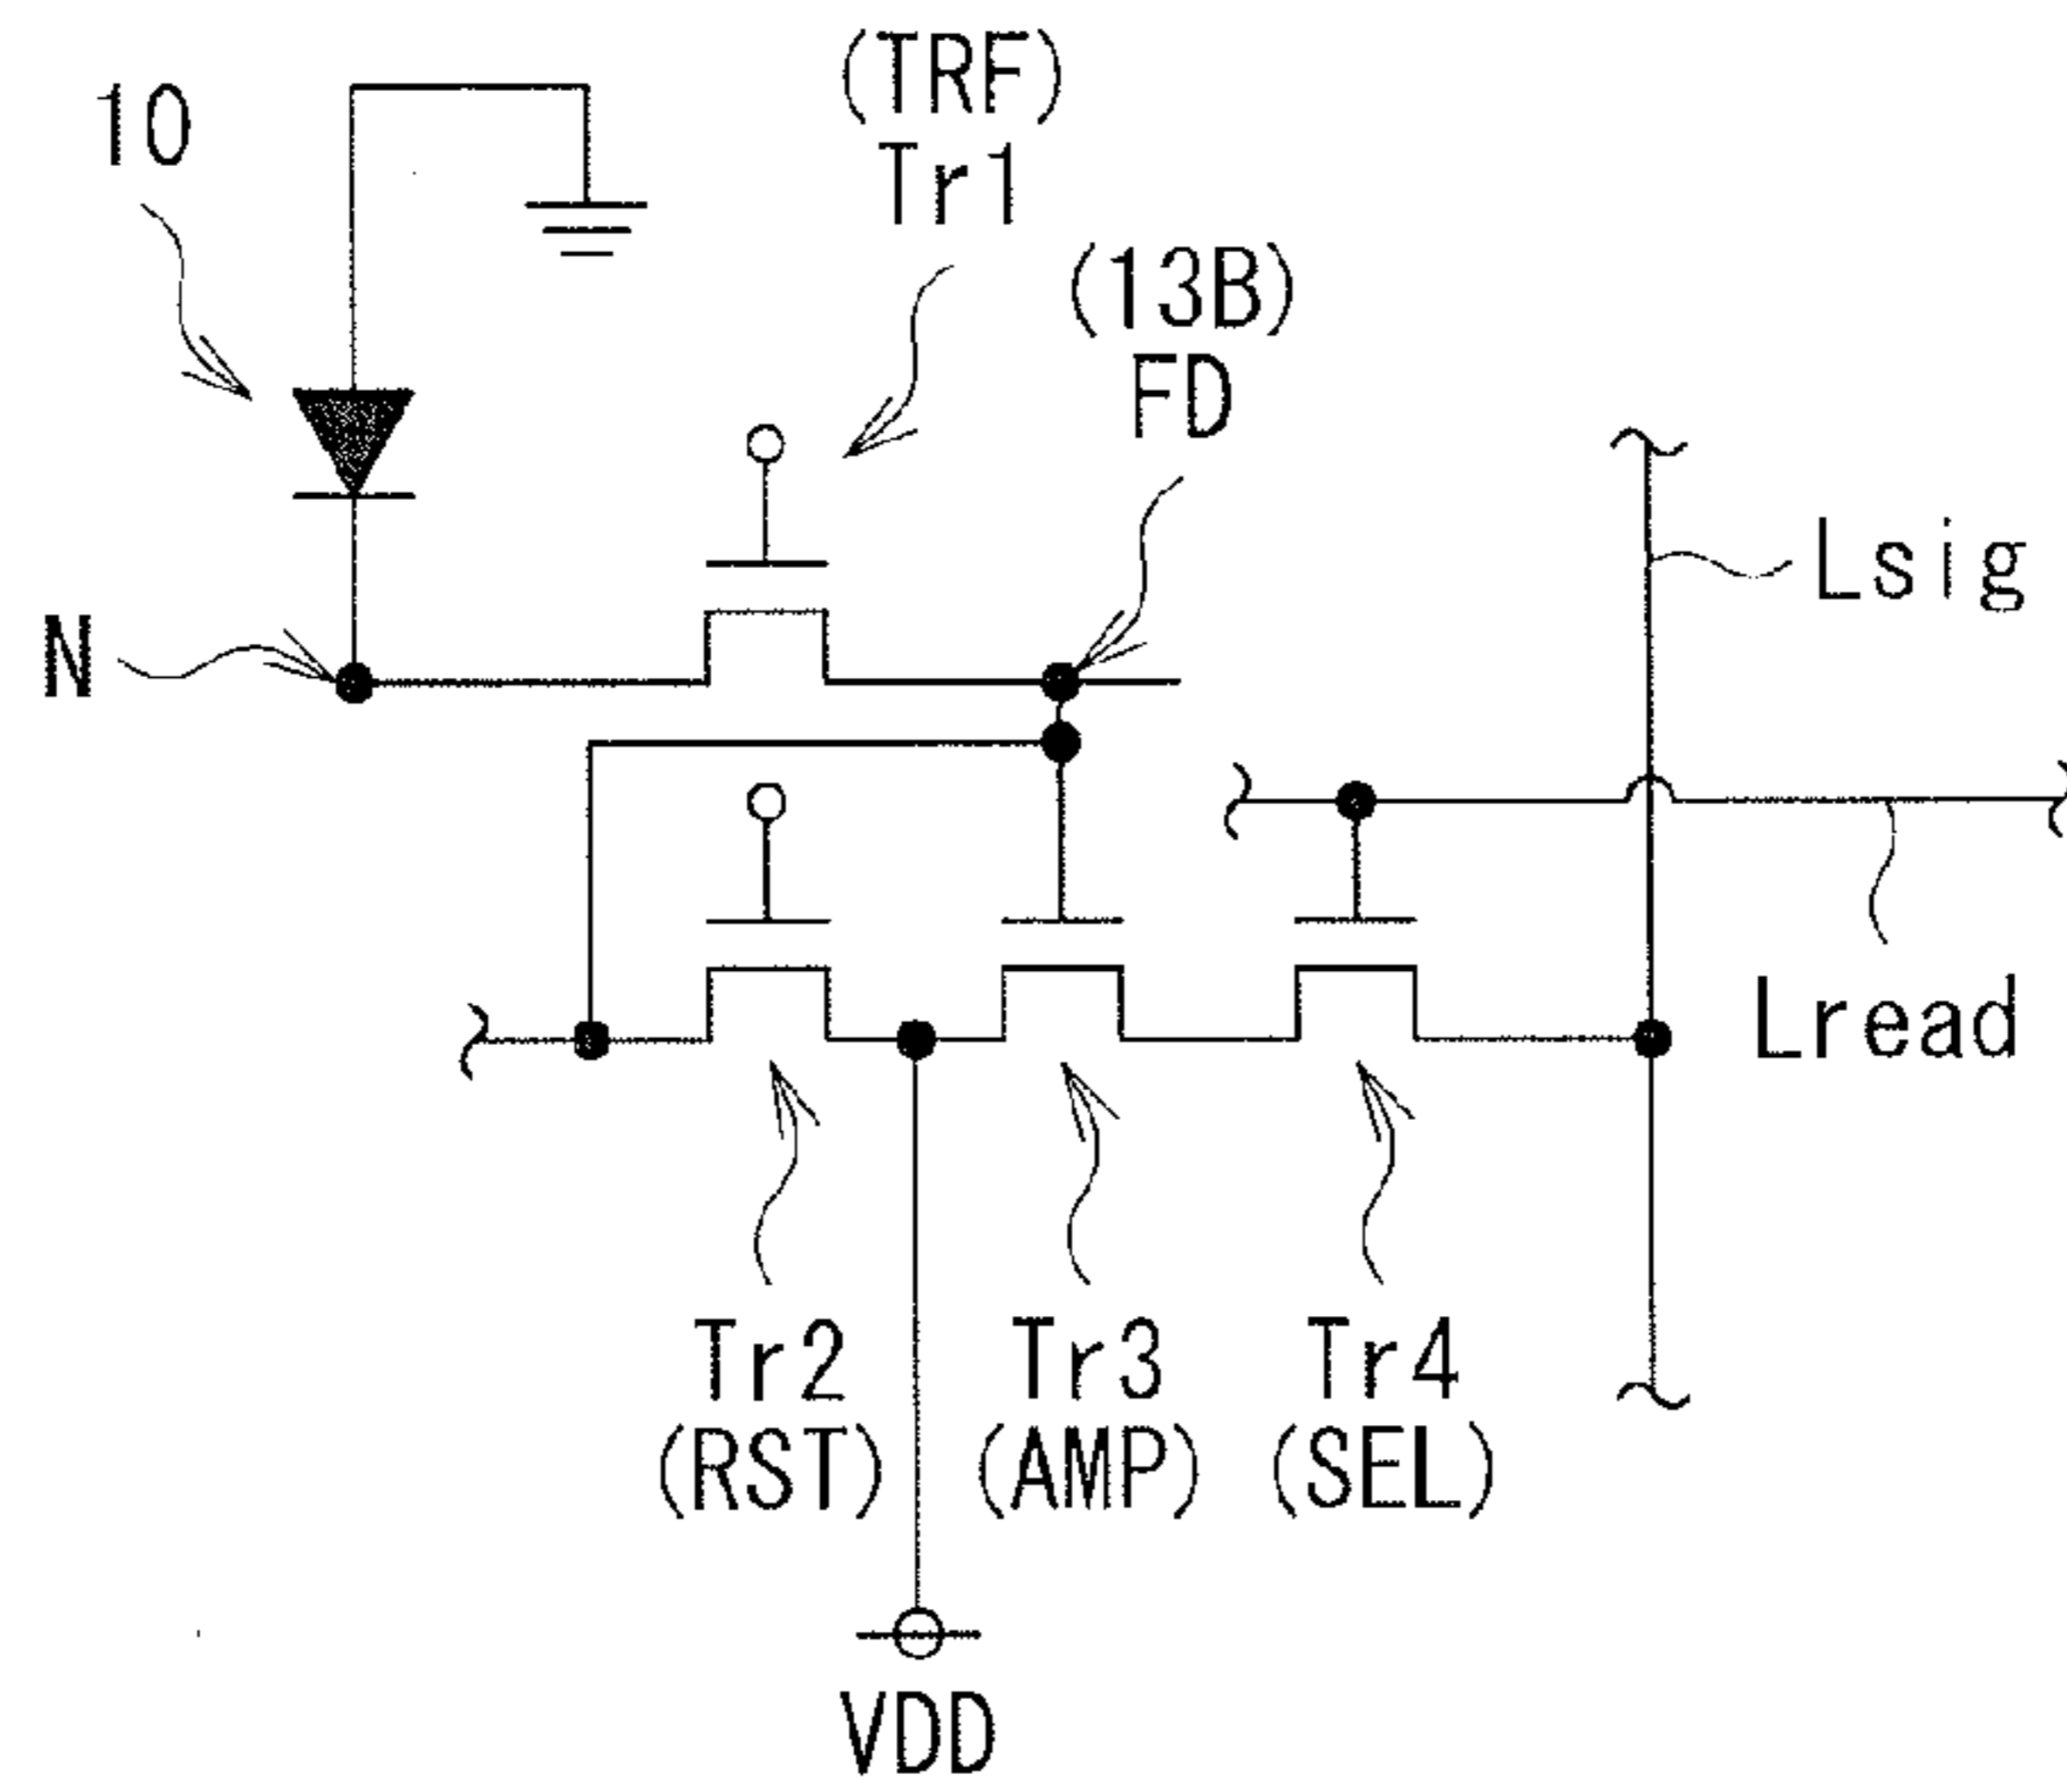 10
(TRF)
Tr1
(13B)
FD
Lsig
N
Lread
Tr2
(RST)
Tr3
(AMP)
Tr4
(SEL)
VDD